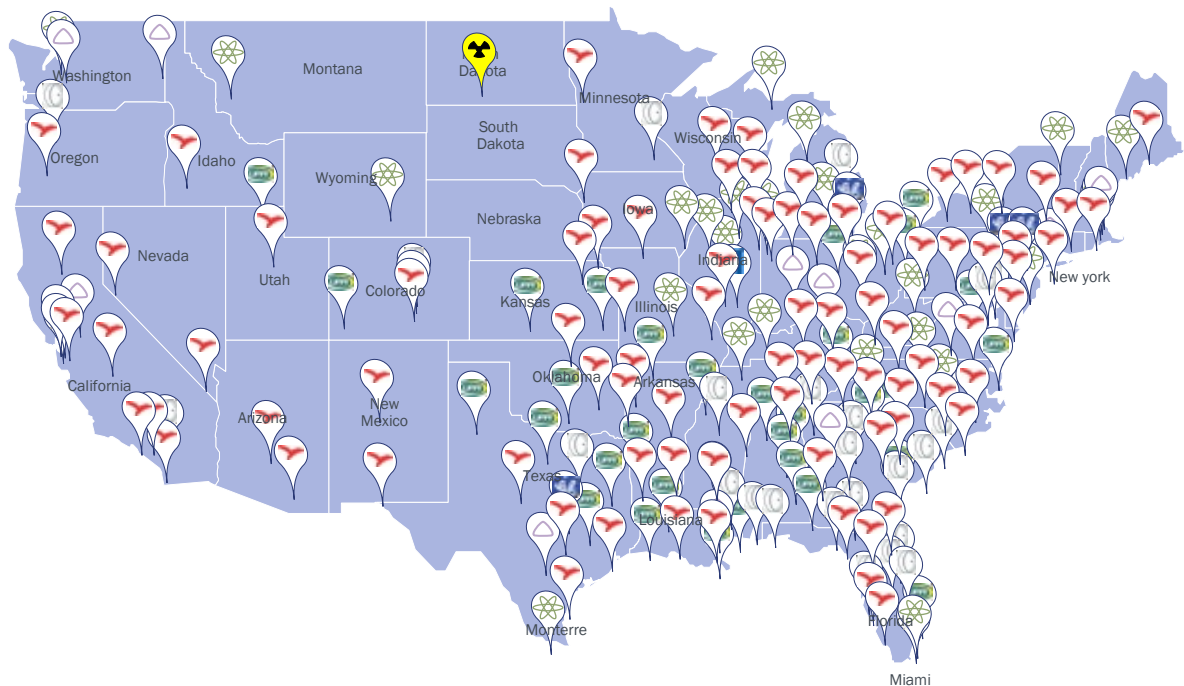 Washington
Montana
Dakota
Minnesota
Oregon
Idaho
South
Dakota
Wisconsin
Wyoming
Nebraska
Iowa
Nevada
Utah
Colorado
Kansas
Illinois
Indiana
New york
California
Arizona
New
Mexico
Oklahoma
Arkansas
Texas
Louisiana
Monterre
Florida
Miami